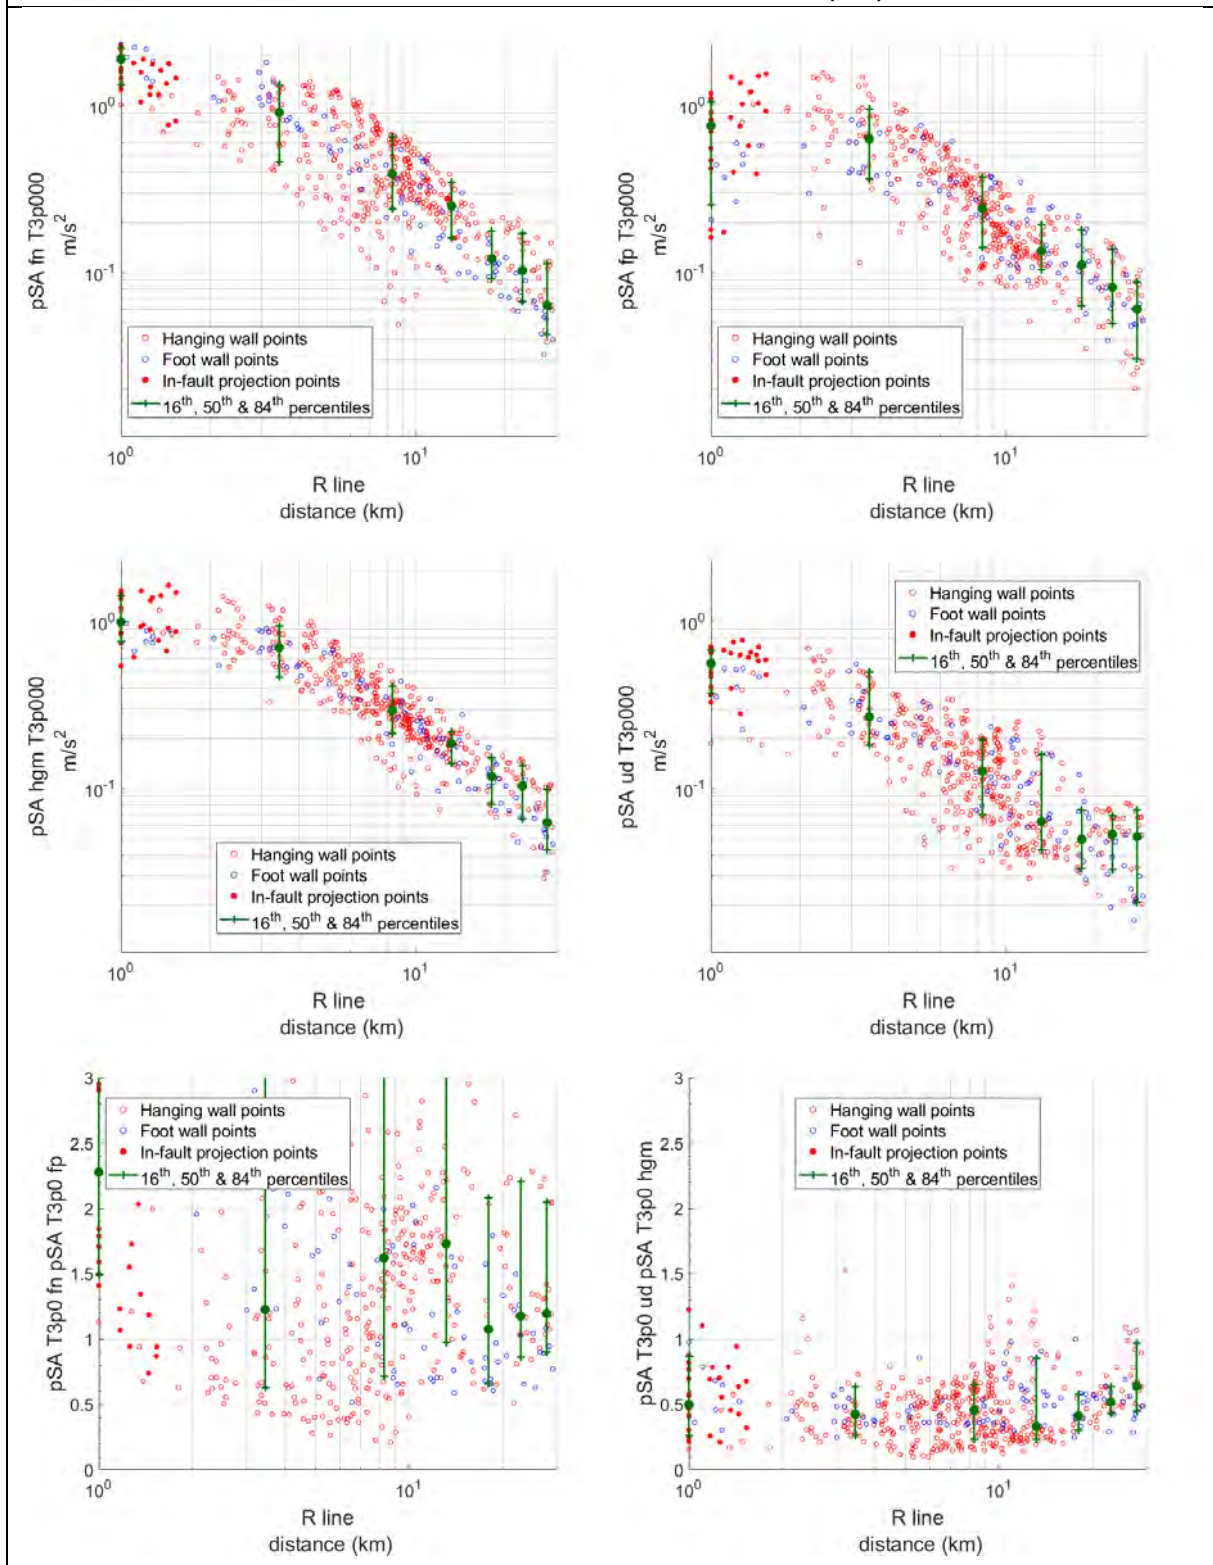 pSA fn T3p000
m/s²
10⁰
10⁻¹
Hanging wall points
Foot wall points
In-fault projection points
16ᵗʰ, 50ᵗʰ & 84ᵗʰ percentiles
10⁰
10¹
R line
distance (km)
pSA fp T3p000
m/s²
10⁰
10⁻¹
Hanging wall points
Foot wall points
In-fault projection points
16ᵗʰ, 50ᵗʰ & 84ᵗʰ percentiles
10⁰
10¹
R line
distance (km)
pSA hgm T3p000
m/s²
10⁰
10⁻¹
Hanging wall points
Foot wall points
In-fault projection points
16ᵗʰ, 50ᵗʰ & 84ᵗʰ percentiles
10⁰
10¹
R line
distance (km)
pSA ud T3p000
m/s²
10⁰
10⁻¹
Hanging wall points
Foot wall points
In-fault projection points
16ᵗʰ, 50ᵗʰ & 84ᵗʰ percentiles
10⁰
10¹
R line
distance (km)
pSA T3p0 fn pSA T3p0 fp
3
2.5
2
1.5
1
0.5
0
Hanging wall points
Foot wall points
In-fault projection points
16ᵗʰ, 50ᵗʰ & 84ᵗʰ percentiles
10⁰
10¹
R line
distance (km)
pSA T3p0 ud pSA T3p0 hgm
3
2.5
2
1.5
1
0.5
0
Hanging wall points
Foot wall points
In-fault projection points
16ᵗʰ, 50ᵗʰ & 84ᵗʰ percentiles
10⁰
10¹
R line
distance (km)